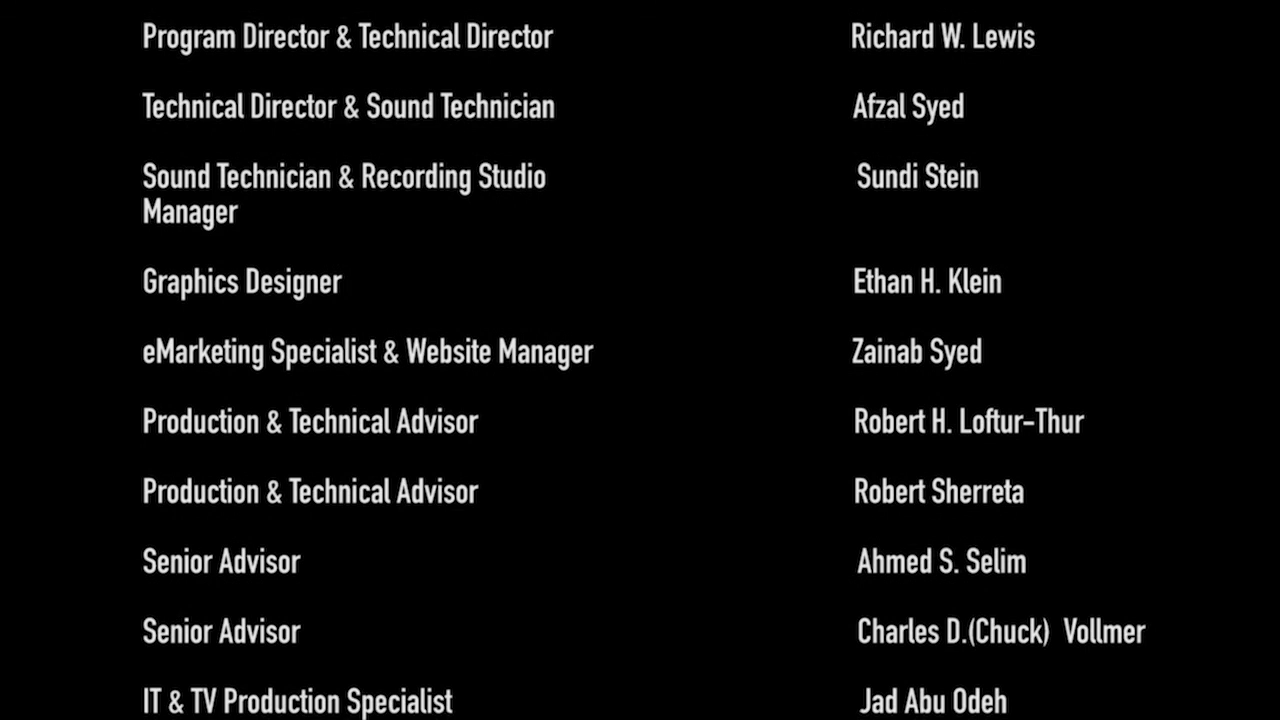 Program Director & Technical Director Richard W. Lewis
Technical Director & Sound Technician Afzal Syed
Sound Technician & Recording Studio Sundi Stein
Manager
Graphics Designer Ethan H. Klein
eMarketing Specialist & Website Manager Zainab Syed
Production & Technical Advisor Robert H. Loftur-Thur
Production & Technical Advisor Robert Sherreta
Senior Advisor Ahmed S. Selim
Senior Advisor Charles D.(Chuck) Vollmer
IT & TV Production Specialist Jad Abu Odeh